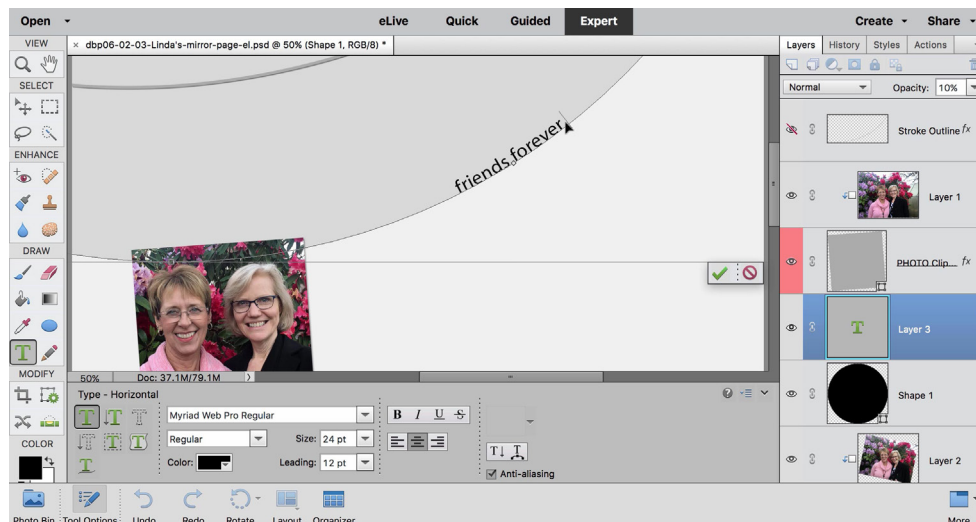 Open eLive Quick Guided Expert Create Share
VIEW
× dbp06-02-03-Linda's-mirror-page-el.psd @ 50% (Shape 1, RGB/8) *
Layers History Styles Actions
SELECT
Normal Opacity: 10%
ENHANCE
DRAW
MODIFY
COLOR
friends forever
Stroke Outline fx
Layer 1
PHOTO Clip... fx
Layer 3
Shape 1
Layer 2
50% Doc: 37.1M/79.1M
Type - Horizontal
Myriad Web Pro Regular B I U S
Regular Size: 24 pt
Color: Leading: 12 pt
Anti-aliasing
Photo Bin Tool Options Undo Redo Rotate Layout Organizer More